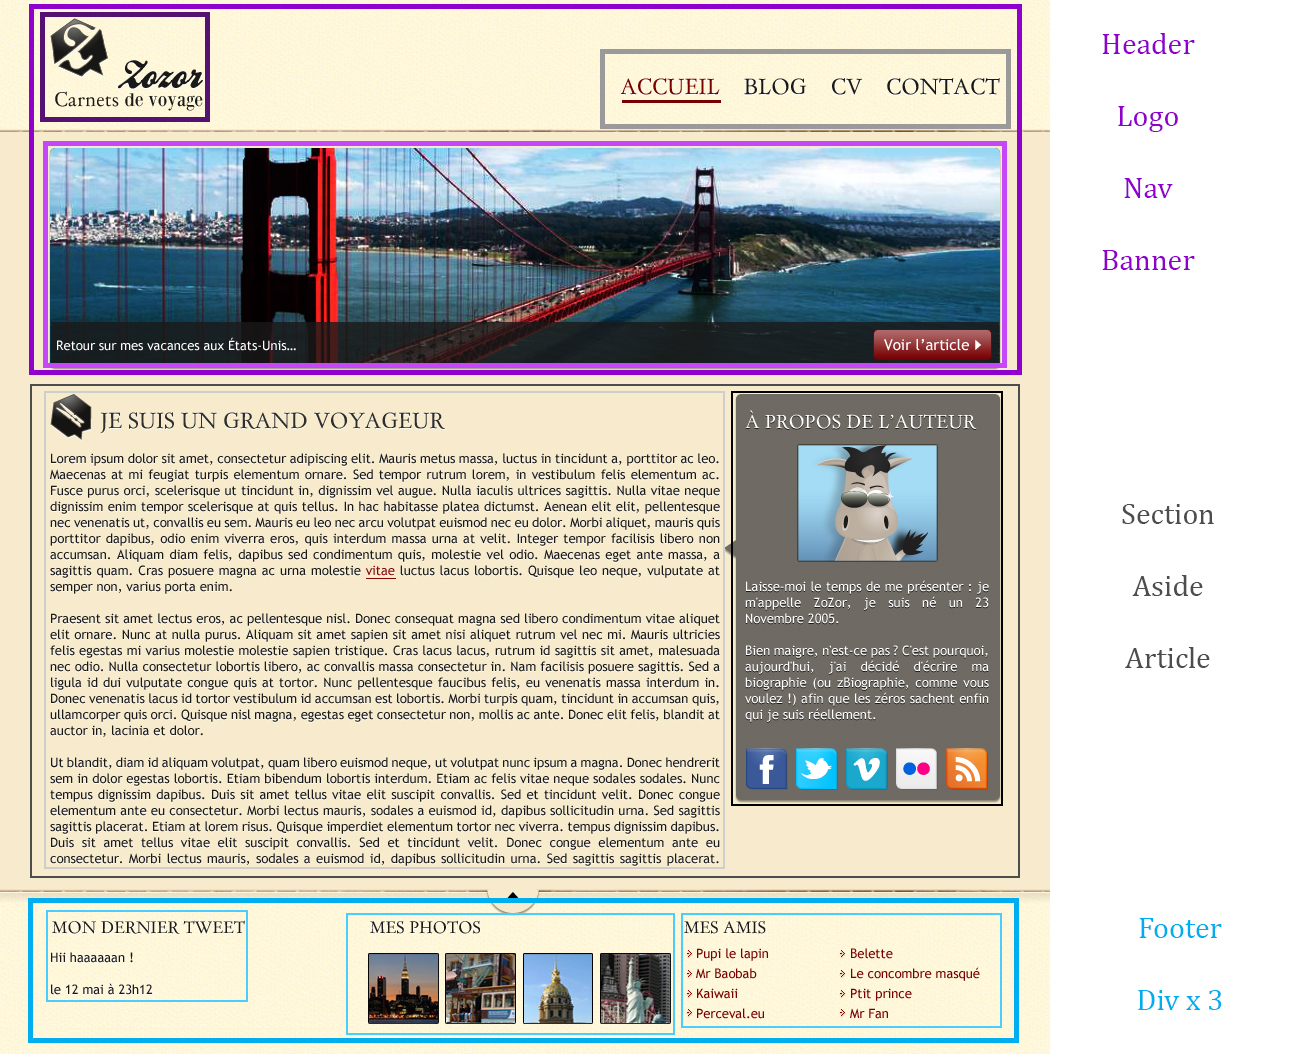 Zozor
Carnets de voyage
ACCUEIL BLOG CV CONTACT
Retour sur mes vacances aux États-Unis...
Voir l'article
JE SUIS UN GRAND VOYAGEUR
Lorem ipsum dolor sit amet, consectetur adipiscing elit. Mauris metus massa, luctus in tincidunt a, porttitor ac leo.
Maecenas at mi feugiat turpis elementum ornare. Sed tempor rutrum lorem, in vestibulum felis elementum ac.
Fusce purus orci, scelerisque ut tincidunt in, dignissim vel augue. Nulla iaculis ultrices sagittis. Nulla vitae neque
dignissim enim tempor scelerisque at quis tellus. In hac habitasse platea dictumst. Aenean elit elit, pellentesque
nec venenatis ut, convallis eu sem. Mauris eu leo nec arcu volutpat euismod nec eu dolor. Morbi aliquet, mauris quis
porttitor dapibus, odio enim viverra eros, quis interdum massa urna at velit. Integer tempor facilisis libero non
accumsan. Aliquam diam felis, dapibus sed condimentum quis, molestie vel odio. Maecenas eget ante massa, a
sagittis quam. Cras posuere magna ac urna molestie vitae luctus lacus lobortis. Quisque leo neque, vulputate at
semper non, varius porta enim.
Praesent sit amet lectus eros, ac pellentesque nisl. Donec consequat magna sed libero condimentum vitae aliquet
elit ornare. Nunc at nulla purus. Aliquam sit amet sapien sit amet nisi aliquet rutrum vel nec mi. Mauris ultricies
felis egestas mi varius molestie molestie sapien tristique. Cras lacus lacus, rutrum id sagittis sit amet, malesuada
nec odio. Nulla consectetur lobortis libero, ac convallis massa consectetur in. Nam facilisis posuere sagittis. Sed a
ligula id dui vulputate congue quis at tortor. Nunc pellentesque faucibus felis, eu venenatis massa interdum in.
Donec venenatis lacus id tortor vestibulum id accumsan est lobortis. Morbi turpis quam, tincidunt in accumsan quis,
ullamcorper quis orci. Quisque nisl magna, egestas eget consectetur non, mollis ac ante. Donec elit felis, blandit at
auctor in, lacinia et dolor.
Ut blandit, diam id aliquam volutpat, quam libero euismod neque, ut volutpat nunc ipsum a magna. Donec hendrerit
sem in dolor egestas lobortis. Etiam bibendum lobortis interdum. Etiam ac felis vitae neque sodales sodales. Nunc
tempus dignissim dapibus. Duis sit amet tellus vitae elit suscipit convallis. Sed et tincidunt velit. Donec congue
elementum ante eu consectetur. Morbi lectus mauris, sodales a euismod id, dapibus sollicitudin urna. Sed sagittis
sagittis placerat. Etiam at lorem risus. Quisque imperdiet elementum tortor nec viverra. tempus dignissim dapibus.
Duis sit amet tellus vitae elit suscipit convallis. Sed et tincidunt velit. Donec congue elementum ante eu
consectetur. Morbi lectus mauris, sodales a euismod id, dapibus sollicitudin urna. Sed sagittis sagittis placerat.
À PROPOS DE L'AUTEUR
Laisse-moi le temps de me présenter : je
m'appelle ZoZor, je suis né un 23
Novembre 2005.
Bien maigre, n'est-ce pas ? C'est pourquoi,
aujourd'hui, j'ai décidé d'écrire ma
biographie (ou zBiographie, comme vous
voulez !) afin que les zéros sachent enfin
qui je suis réellement.
MON DERNIER TWEET
Hii haaaaaan !
le 12 mai à 23h12
MES PHOTOS
MES AMIS
Pupi le lapin
Mr Baobab
Kaiwaii
Perceval.eu
Belette
Le concombre masqué
Ptit prince
Mr Fan
Header
Logo
Nav
Banner
Section
Aside
Article
Footer
Div x 3